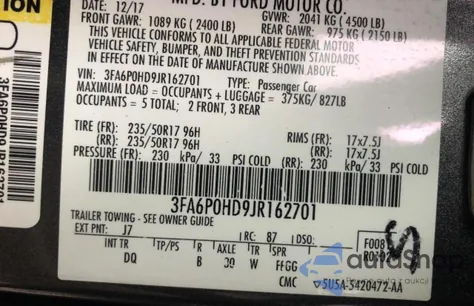 TION
3FA6P0HD9JR162701
MFD. BY FORD MOTOR CO.
DATE: 12/17 GVWR: 2041 KG (4500 LB)
FRONT GAWR: 1089 KG (2400 LB) REAR GAWR: 975 KG (2150 LB)
THIS VEHICLE CONFORMS TO ALL APPLICABLE FEDERAL MOTOR
VEHICLE SAFETY, BUMPER, AND THEFT PREVENTION STANDARDS
IN EFFECT ON THE DATE OF MANUFACTURE SHOWN ABOVE.
VIN: 3FA6P0HD9JR162701 TYPE: Passenger Car
MAXIMUM LOAD = OCCUPANTS + LUGGAGE = 375KG/ 827LB
OCCUPANTS = 5 TOTAL; 2 FRONT, 3 REAR
TIRE (FR): 235/50R17 96H RIMS (FR): 17x7.5J
(RR): 235/50R17 96H (RR): 17x7.5J
PRESSURE (FR): 230 kPa/ 33 PSI COLD (RR): 230 kPa/ 33 PSI COLD
3FA6P0HD9JR162701
TRAILER TOWING - SEE OWNER GUIDE
EXT PNT: J7 RC: 87 DSO: F008
INT TR TP/PS R AXLE TR SPR
DQ B W
CMC 5U5A-3420472-AA
AutoShop